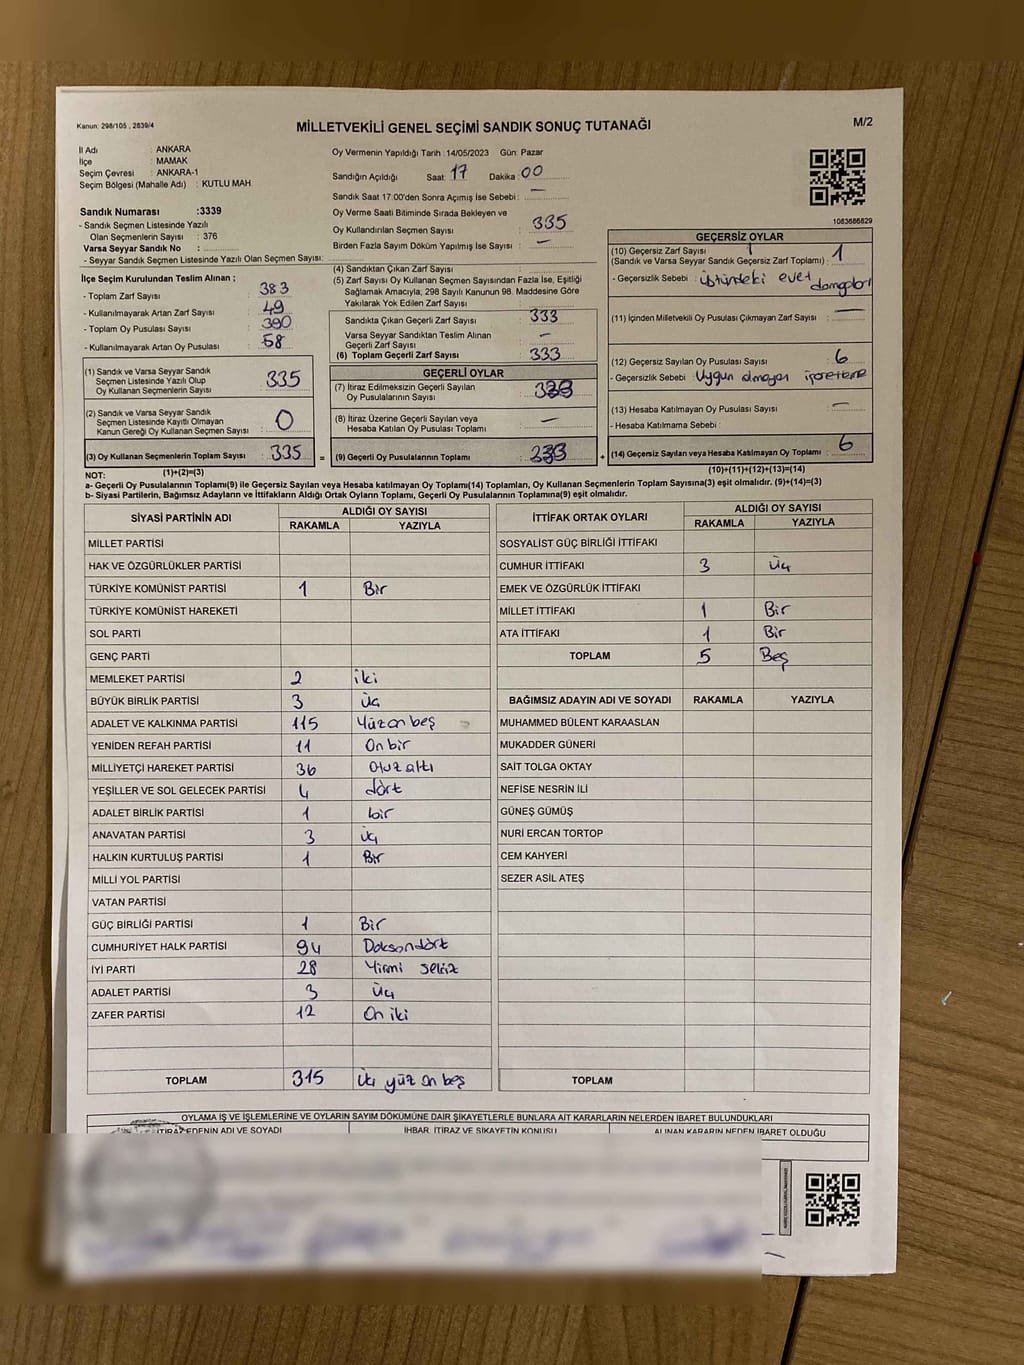 Kanun: 298/105 , 2839/4
MİLLETVEKİLİ GENEL SEÇİMİ SANDIK SONUÇ TUTANAĞI
M/2
İl Adı : ANKARA
İlçe : MAMAK
Seçim Çevresi : ANKARA-1
Seçim Bölgesi (Mahalle Adı) : KUTLU MAH.
Sandık Numarası :3339
- Sandık Seçmen Listesinde Yazılı
Olan Seçmenlerin Sayısı : 376
Varsa Seyyar Sandık No :
- Seyyar Sandık Seçmen Listesinde Yazılı Olan Seçmen Sayısı:
İlçe Seçim Kurulundan Teslim Alınan ;
- Toplam Zarf Sayısı : 383
- Kullanılmayarak Artan Zarf Sayısı : 49
- Toplam Oy Pusulası Sayısı : 390
- Kullanılmayarak Artan Oy Pusulası : 58
(1) Sandık ve Varsa Seyyar Sandık
Seçmen Listesinde Yazılı Olup
Oy Kullanan Seçmenlerin Sayısı : 335
(2) Sandık ve Varsa Seyyar Sandık
Seçmen Listesinde Kayıtlı Olmayan
Kanun Gereği Oy Kullanan Seçmen Sayısı : 0
(3) Oy Kullanan Seçmenlerin Toplam Sayısı : 335 =
(1)+(2)=(3)
Oy Vermenin Yapıldığı Tarih :14/05/2023 Gün: Pazar
Sandığın Açıldığı Saat: 17 Dakika : 00
Sandık Saat 17:00'den Sonra Açımış İse Sebebi : —
Oy Verme Saati Bitiminde Sırada Bekleyen ve
Oy Kullandırılan Seçmen Sayısı : 335
Birden Fazla Sayım Döküm Yapılmış İse Sayısı : —
(4) Sandıktan Çıkan Zarf Sayısı :
(5) Zarf Sayısı Oy Kullanan Seçmen Sayısından Fazla İse, Eşitliği
Sağlamak Amacıyla, 298 Sayılı Kanunun 98. Maddesine Göre
Yakılarak Yok Edilen Zarf Sayısı :
Sandıkta Çıkan Geçerli Zarf Sayısı : 333
Varsa Seyyar Sandıktan Teslim Alınan
Geçerli Zarf Sayısı : —
(6) Toplam Geçerli Zarf Sayısı : 333
GEÇERLİ OYLAR
(7) İtiraz Edilmeksizin Geçerli Sayılan
Oy Pusulalarının Sayısı :
(8) İtiraz Üzerine Geçerli Sayılan veya
Hesaba Katılan Oy Pusulası Toplamı : —
(9) Geçerli Oy Pusulalarının Toplamı : +
1083686829
GEÇERSİZ OYLAR
(10) Geçersiz Zarf Sayısı 1
(Sandık ve Varsa Seyyar Sandık Geçersiz Zarf Toplamı) : 1
- Geçersizlik Sebebi : üstündeki evet
damgaları
(11) İçinden Milletvekili Oy Pusulası Çıkmayan Zarf Sayısı : —
(12) Geçersiz Sayılan Oy Pusulası Sayısı : 6
- Geçersizlik Sebebi : Uygun olmayan işaretleme
(13) Hesaba Katılmayan Oy Pusulası Sayısı : —
- Hesaba Katılmama Sebebi :
(14) Geçersiz Sayılan veya Hesaba Katılmayan Oy Toplamı : 6
(10)+(11)+(12)+(13)=(14)
NOT:
a- Geçerli Oy Pusulalarının Toplamı(9) ile Geçersiz Sayılan veya Hesaba Katılmayan Oy Toplamı(14) Toplamları, Oy Kullanan Seçmenlerin Toplam Sayısına(3) eşit olmalıdır. (9)+(14)=(3)
b- Siyasi Partilerin, Bağımsız Adayların ve İttifakların Aldığı Ortak Oyların Toplamı, Geçerli Oy Pusulalarının Toplamına(9) eşit olmalıdır.
SİYASİ PARTİNİN ADI ALDIĞI OY SAYISI
RAKAMLA YAZIYLA
MİLLET PARTİSİ
HAK VE ÖZGÜRLÜKLER PARTİSİ
TÜRKİYE KOMÜNİST PARTİSİ 1 Bir
TÜRKİYE KOMÜNİST HAREKETİ
SOL PARTİ
GENÇ PARTİ
MEMLEKET PARTİSİ 2 iki
BÜYÜK BİRLİK PARTİSİ 3 üç
ADALET VE KALKINMA PARTİSİ 115 Yüzonbeş
YENİDEN REFAH PARTİSİ 11 Onbir
MİLLİYETÇİ HAREKET PARTİSİ 36 Otuzaltı
YEŞİLLER VE SOL GELECEK PARTİSİ 4 dört
ADALET BİRLİK PARTİSİ 1 bir
ANAVATAN PARTİSİ 3 üç
HALKIN KURTULUŞ PARTİSİ 1 Bir
MİLLİ YOL PARTİSİ
VATAN PARTİSİ
GÜÇ BİRLİĞİ PARTİSİ 1 Bir
CUMHURİYET HALK PARTİSİ 94 Doksandört
İYİ PARTİ 28 Yirmi sekiz
ADALET PARTİSİ 3 Üç
ZAFER PARTİSİ 12 On iki
TOPLAM 315 Üç yüz on beş
İTTİFAK ORTAK OYLARI ALDIĞI OY SAYISI
RAKAMLA YAZIYLA
SOSYALİST GÜÇ BİRLİĞİ İTTİFAKI
CUMHUR İTTİFAKI 3 Üç
EMEK VE ÖZGÜRLÜK İTTİFAKI
MİLLET İTTİFAKI 1 Bir
ATA İTTİFAKI 1 Bir
TOPLAM 5 Beş
BAĞIMSIZ ADAYIN ADI VE SOYADI RAKAMLA YAZIYLA
MUHAMMED BÜLENT KARAASLAN
MUKADDER GÜNERİ
SAİT TOLGA OKTAY
NEFİSE NESRİN İLİ
GÜNEŞ GÜMÜŞ
NURİ ERCAN TORTOP
CEM KAHYERİ
SEZER ASİL ATEŞ
TOPLAM
OYLAMA İŞ VE İŞLEMLERİNE VE OYLARIN SAYIM DÖKÜMÜNE DAİR ŞİKAYETLERLE BUNLARA AİT KARARLARIN NELERDEN İBARET BULUNDUKLARI
İTİRAZ EDENİN ADI VE SOYADI İHBAR, İTİRAZ VE ŞİKAYETİN KONUSU ALINAN KARARIN NEDEN İBARET OLDUĞU